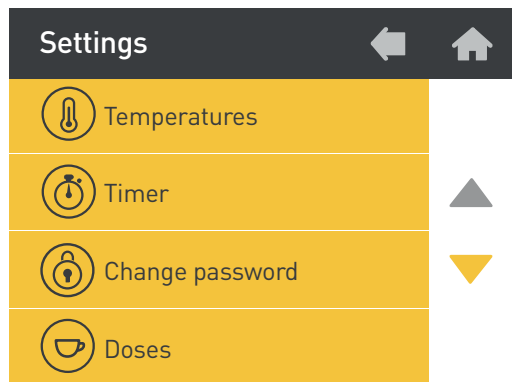 Settings
Temperatures
Timer
Change password
Doses